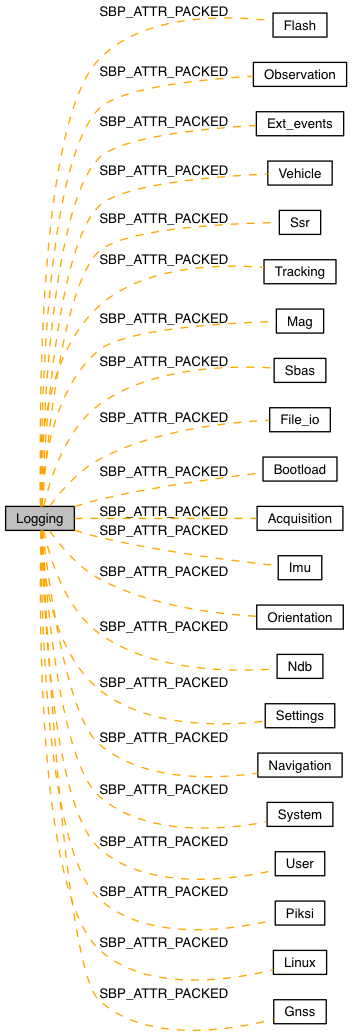 SBP_ATTR_PACKED
Flash
SBP_ATTR_PACKED
Observation
SBP_ATTR_PACKED
Ext_events
SBP_ATTR_PACKED
Vehicle
SBP_ATTR_PACKED
Ssr
SBP_ATTR_PACKED
Tracking
SBP_ATTR_PACKED
Mag
SBP_ATTR_PACKED
Sbas
SBP_ATTR_PACKED
File_io
SBP_ATTR_PACKED
Bootload
Logging
SBP_ATTR_PACKED
Acquisition
SBP_ATTR_PACKED
Imu
SBP_ATTR_PACKED
Orientation
SBP_ATTR_PACKED
Ndb
SBP_ATTR_PACKED
Settings
SBP_ATTR_PACKED
Navigation
SBP_ATTR_PACKED
System
SBP_ATTR_PACKED
User
SBP_ATTR_PACKED
Piksi
SBP_ATTR_PACKED
Linux
SBP_ATTR_PACKED
Gnss